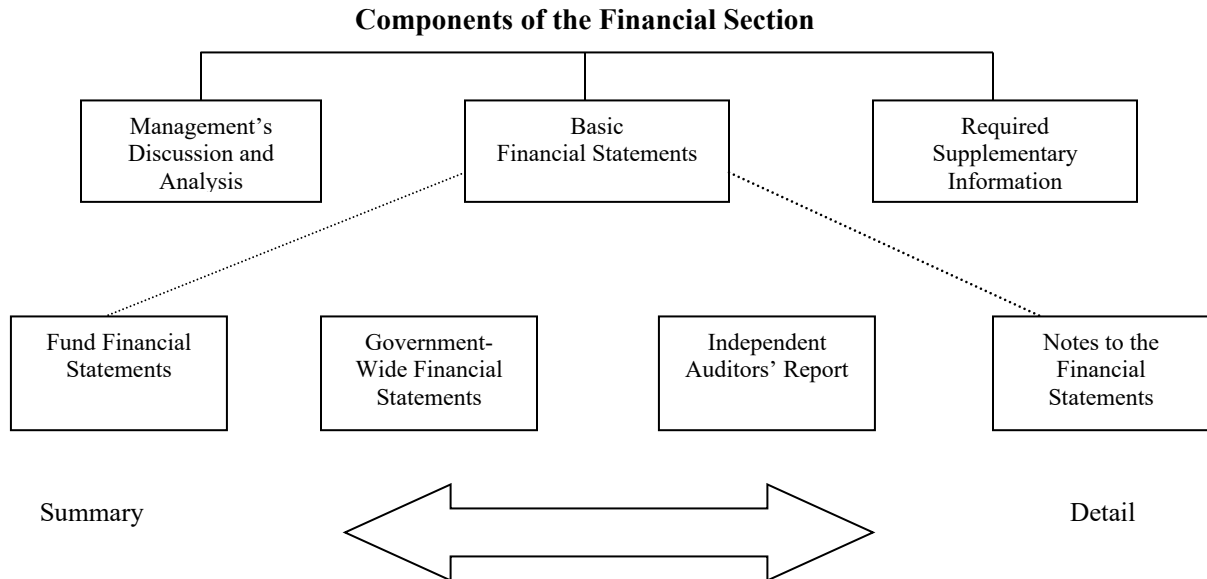 Components of the Financial Section
Management’s
Discussion and
Analysis
Basic
Financial Statements
Required
Supplementary
Information
Fund Financial
Statements
Government-
Wide Financial
Statements
Independent
Auditors’ Report
Notes to the
Financial
Statements
Summary
Detail